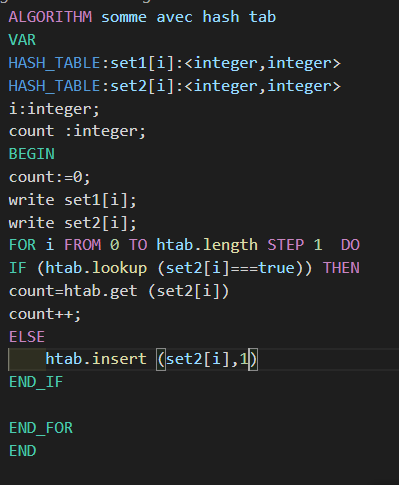 ALGORITHM somme avec hash tab
VAR
HASH_TABLE:set1[i]:<integer,integer>
HASH_TABLE:set2[i]:<integer,integer>
i:integer;
count :integer;
BEGIN
count:=0;
write set1[i];
write set2[i];
FOR i FROM 0 TO htab.length STEP 1  DO
IF (htab.lookup (set2[i]===true)) THEN
count=htab.get (set2[i])
count++;
ELSE
    htab.insert (set2[i],1)
END_IF
END_FOR
END